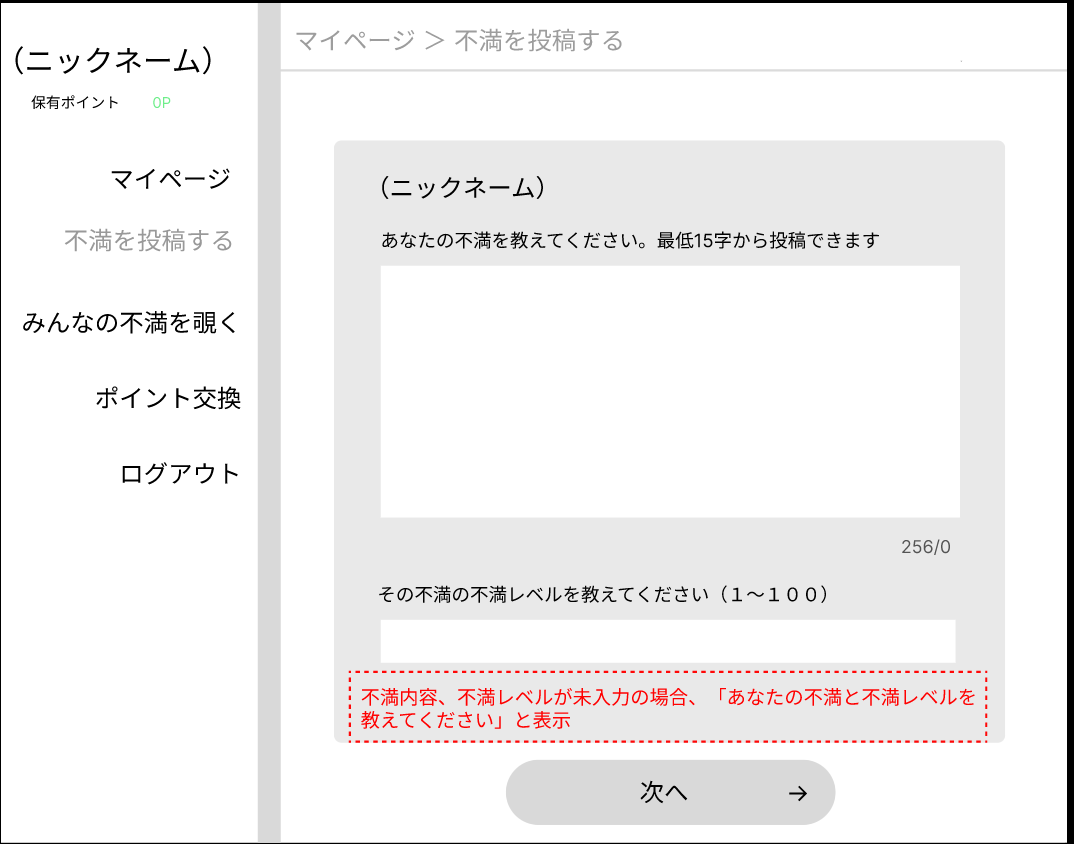 （ニックネーム）
保有ポイント 0P
マイページ
不満を投稿する
みんなの不満を覗く
ポイント交換
ログアウト
マイページ ＞ 不満を投稿する
（ニックネーム）
あなたの不満を教えてください。最低15字から投稿できます
256/0
その不満の不満レベルを教えてください（１～１００）
不満内容、不満レベルが未入力の場合、「あなたの不満と不満レベルを
教えてください」と表示
次へ →